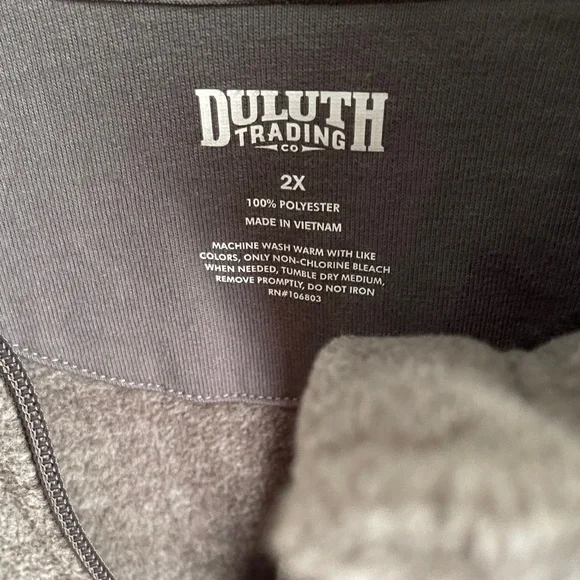 DULUTH
TRADING
CO
2X
100% POLYESTER
MADE IN VIETNAM
MACHINE WASH WARM WITH LIKE
COLORS, ONLY NON-CHLORINE BLEACH
WHEN NEEDED, TUMBLE DRY MEDIUM,
REMOVE PROMPTLY, DO NOT IRON
RN#106803